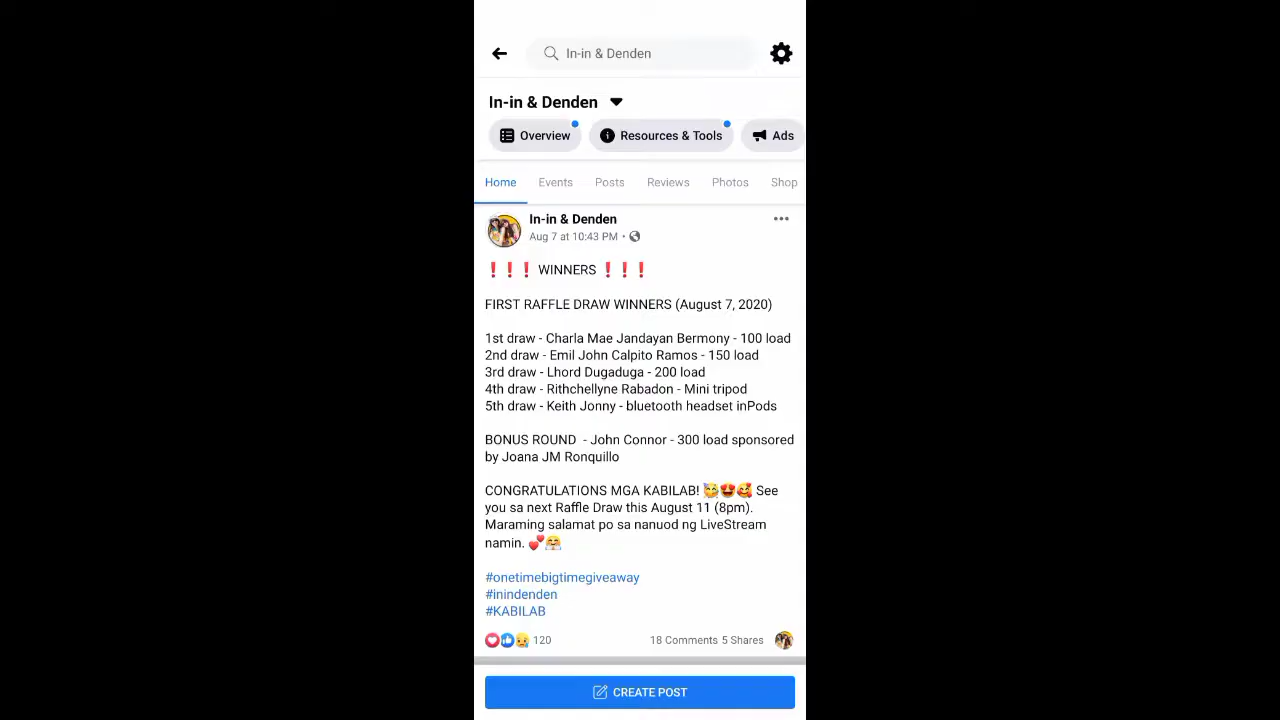 In-in & Denden
In-in & Denden
Overview Resources & Tools Ads
Home Events Posts Reviews Photos Shop
In-in & Denden
Aug 7 at 10:43 PM •
❗❗❗ WINNERS ❗❗❗
FIRST RAFFLE DRAW WINNERS (August 7, 2020)
1st draw - Charla Mae Jandayan Bermony - 100 load
2nd draw - Emil John Calpito Ramos - 150 load
3rd draw - Lhord Dugaduga - 200 load
4th draw - Rithchellyne Rabadon - Mini tripod
5th draw - Keith Jonny - bluetooth headset inPods
BONUS ROUND - John Connor - 300 load sponsored
by Joana JM Ronquillo
CONGRATULATIONS MGA KABILAB! 🥳😍🥰 See
you sa next Raffle Draw this August 11 (8pm).
Maraming salamat po sa nanuod ng LiveStream
namin. 💕🤗
#onetimebigtimegiveaway
#inindenden
#KABILAB
120 18 Comments 5 Shares
CREATE POST